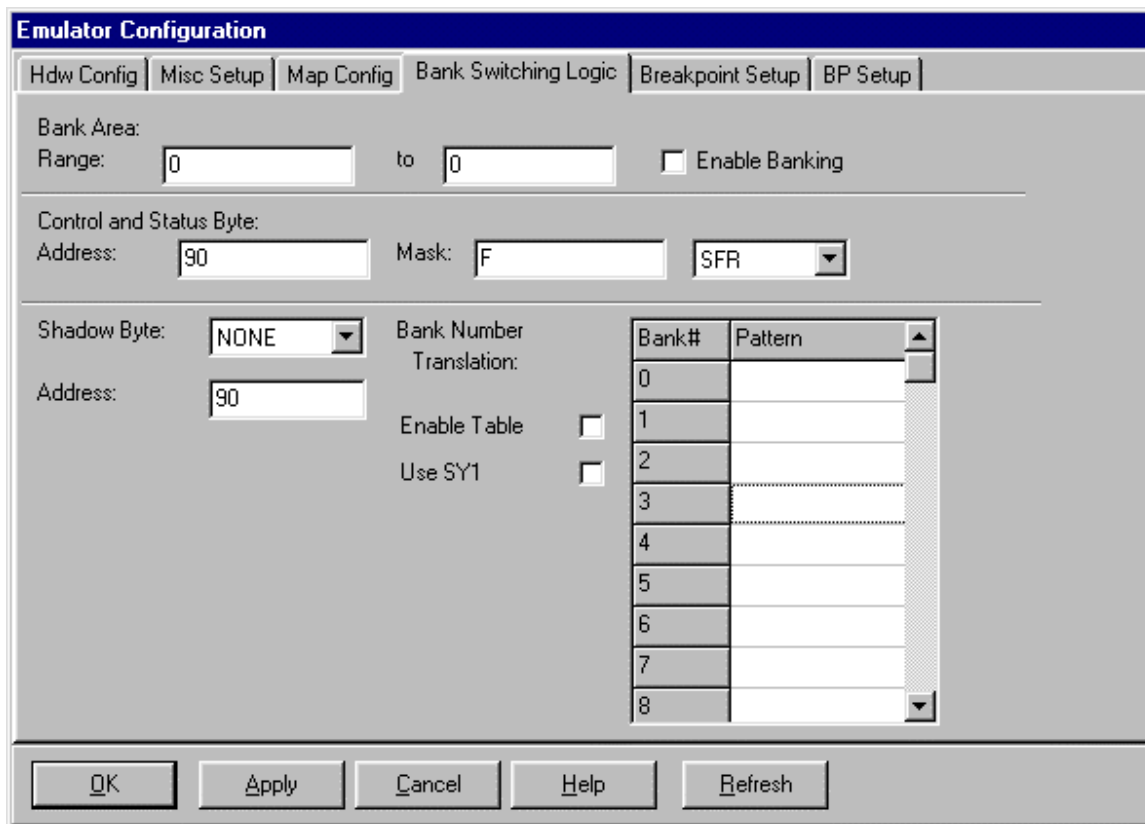 Emulator Configuration
Hdw Config Misc Setup Map Config Bank Switching Logic Breakpoint Setup BP Setup
Bank Area:
Range: 0 to 0 Enable Banking
Control and Status Byte:
Address: 90 Mask: F SFR
Shadow Byte: NONE
Address: 90
Bank Number
Translation:
Enable Table
Use SY1
Bank# Pattern
0
1
2
3
4
5
6
7
8
OK Apply Cancel Help Refresh